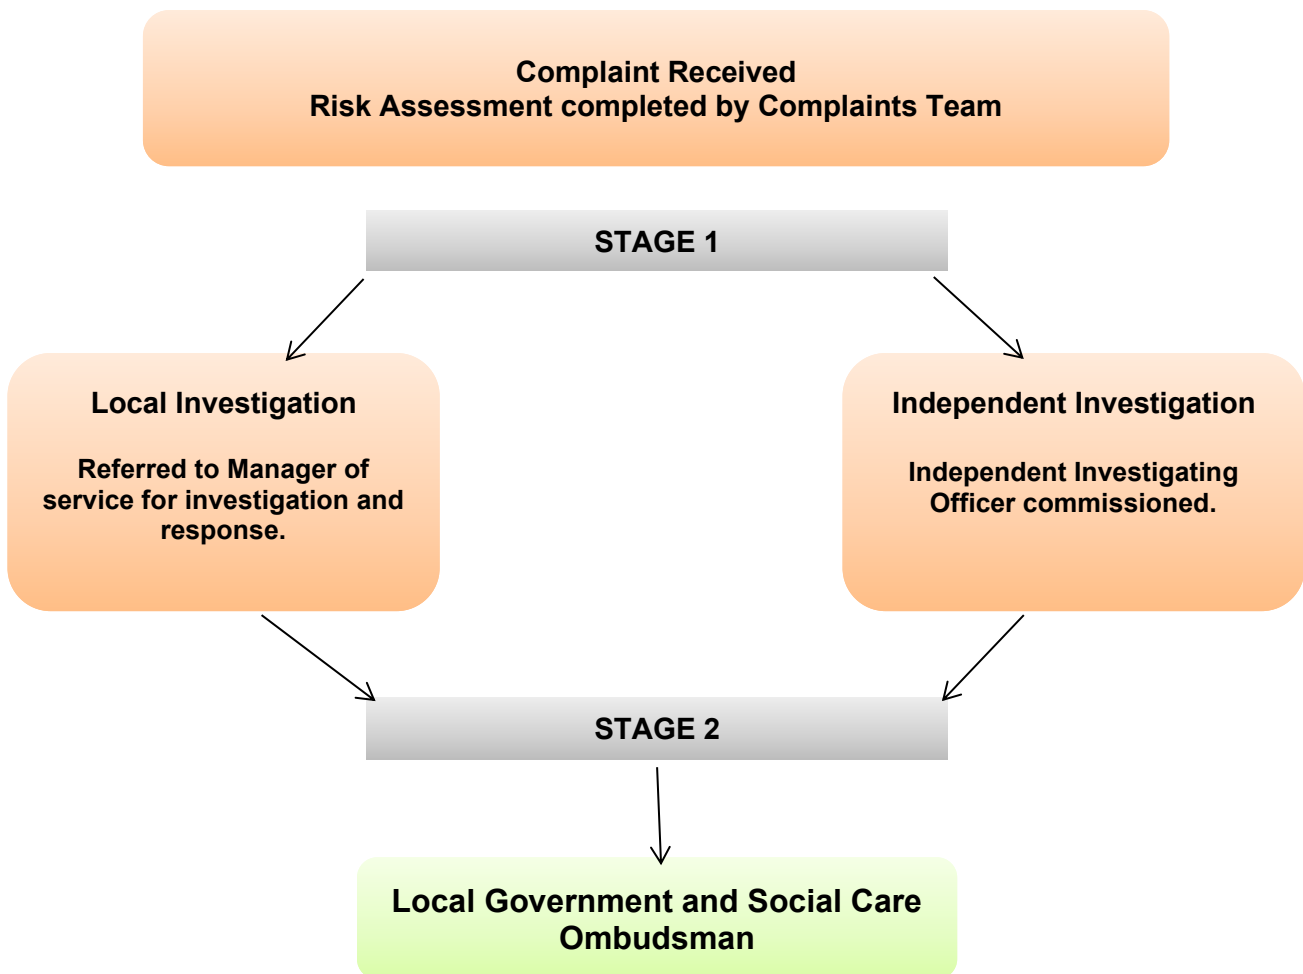 Complaint Received
Risk Assessment completed by Complaints Team
STAGE 1
Local Investigation
Referred to Manager of
service for investigation and
response.
Independent Investigation
Independent Investigating
Officer commissioned.
STAGE 2
Local Government and Social Care
Ombudsman